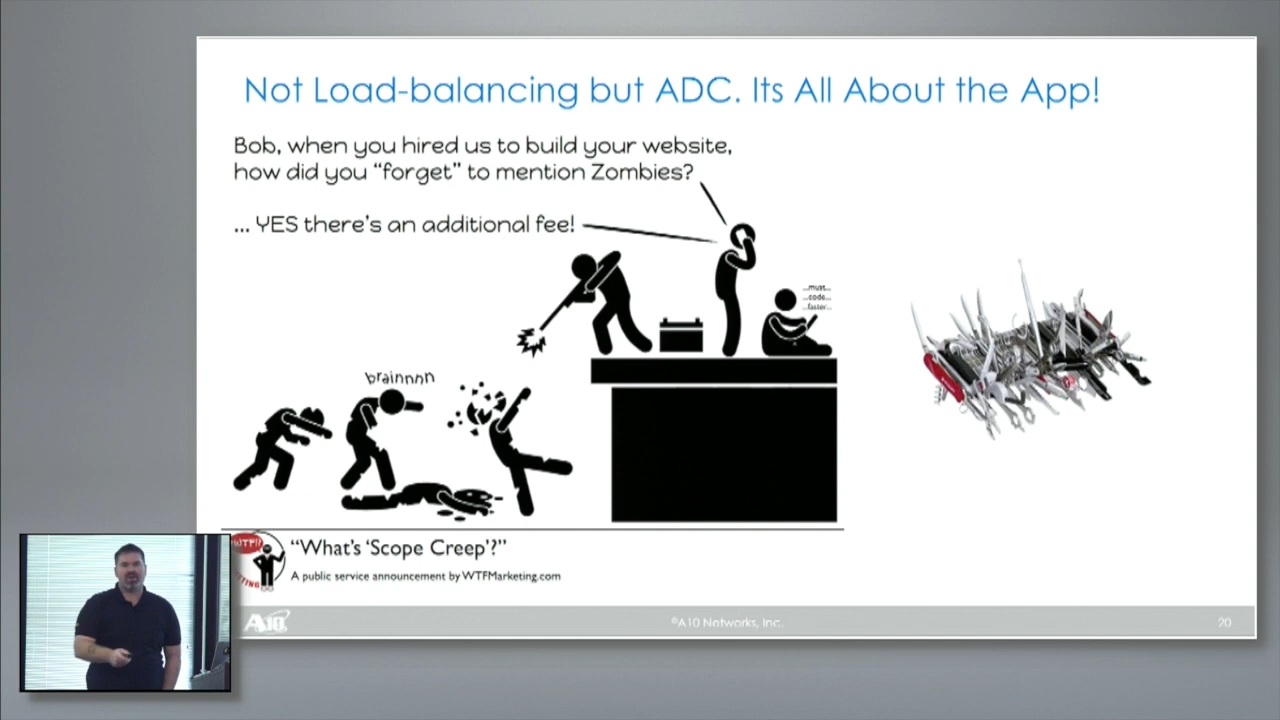 Not Load-balancing but ADC. Its All About the App!
Bob, when you hired us to build your website,
how did you “forget” to mention Zombies?
... YES there's an additional fee!
...must...
...code...
...faster...
brainnnn
WTF!?
“What's ‘Scope Creep’?”
A public service announcement by WTFMarketing.com
A10
©A10 Networks, Inc.
20